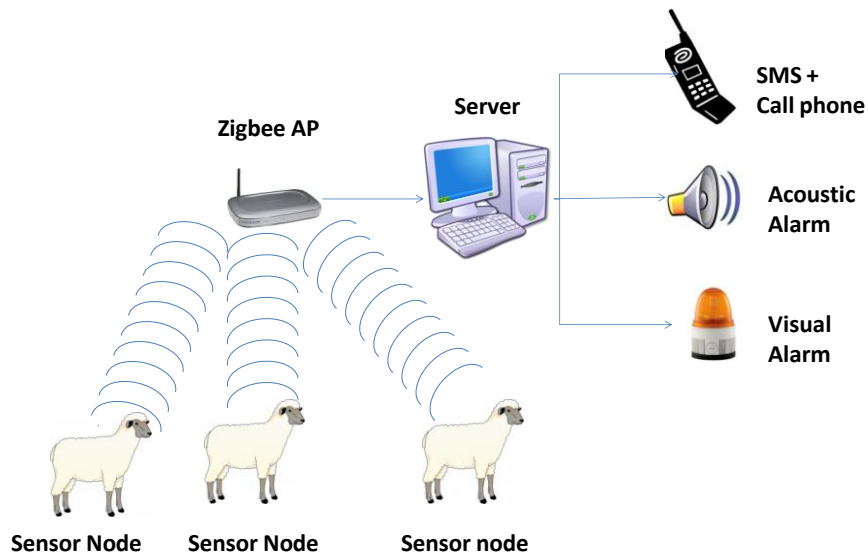 SMS +
Call phone
Server
Zigbee AP
Acoustic
Alarm
Visual
Alarm
Sensor Node
Sensor Node
Sensor node